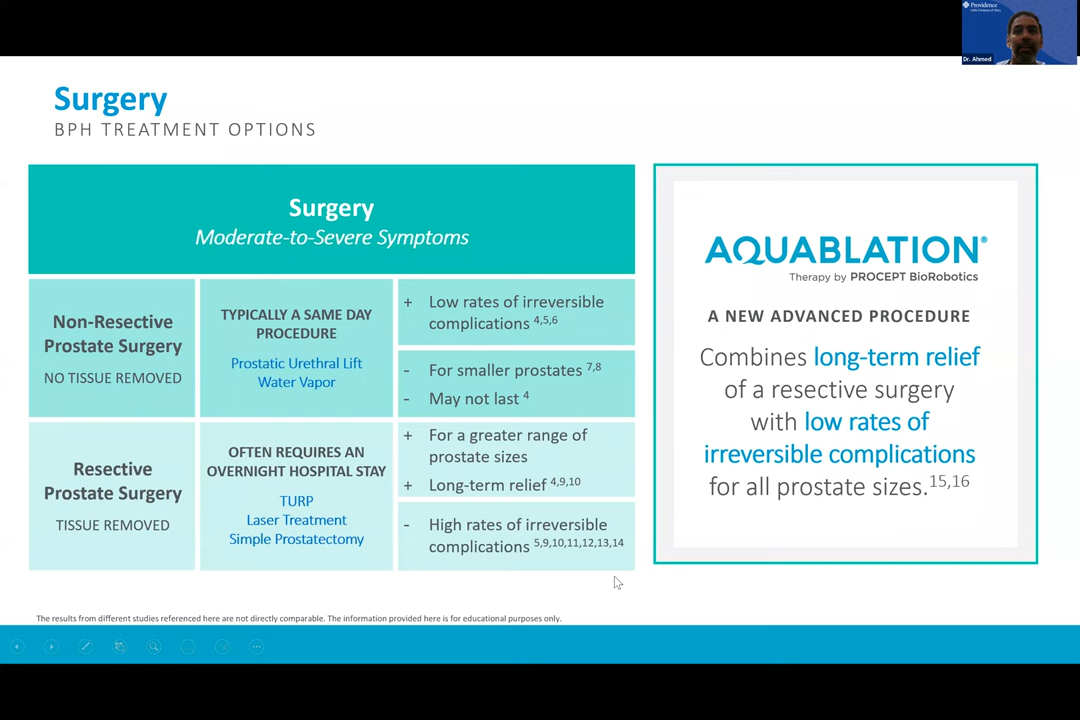 Providence
Dr. Ahmed
Surgery
BPH TREATMENT OPTIONS
Surgery
Moderate-to-Severe Symptoms
Non-Resective
Prostate Surgery
NO TISSUE REMOVED
TYPICALLY A SAME DAY
PROCEDURE
Prostatic Urethral Lift
Water Vapor
+ Low rates of irreversible
complications 4,5,6
- For smaller prostates 7,8
- May not last 4
Resective
Prostate Surgery
TISSUE REMOVED
OFTEN REQUIRES AN
OVERNIGHT HOSPITAL STAY
TURP
Laser Treatment
Simple Prostatectomy
+ For a greater range of
prostate sizes
+ Long-term relief 4,9,10
- High rates of irreversible
complications 5,9,10,11,12,13,14
AQUABLATION®
Therapy by PROCEPT BioRobotics
A NEW ADVANCED PROCEDURE
Combines long-term relief
of a resective surgery
with low rates of
irreversible complications
for all prostate sizes.15,16
The results from different studies referenced here are not directly comparable. The information provided here is for educational purposes only.